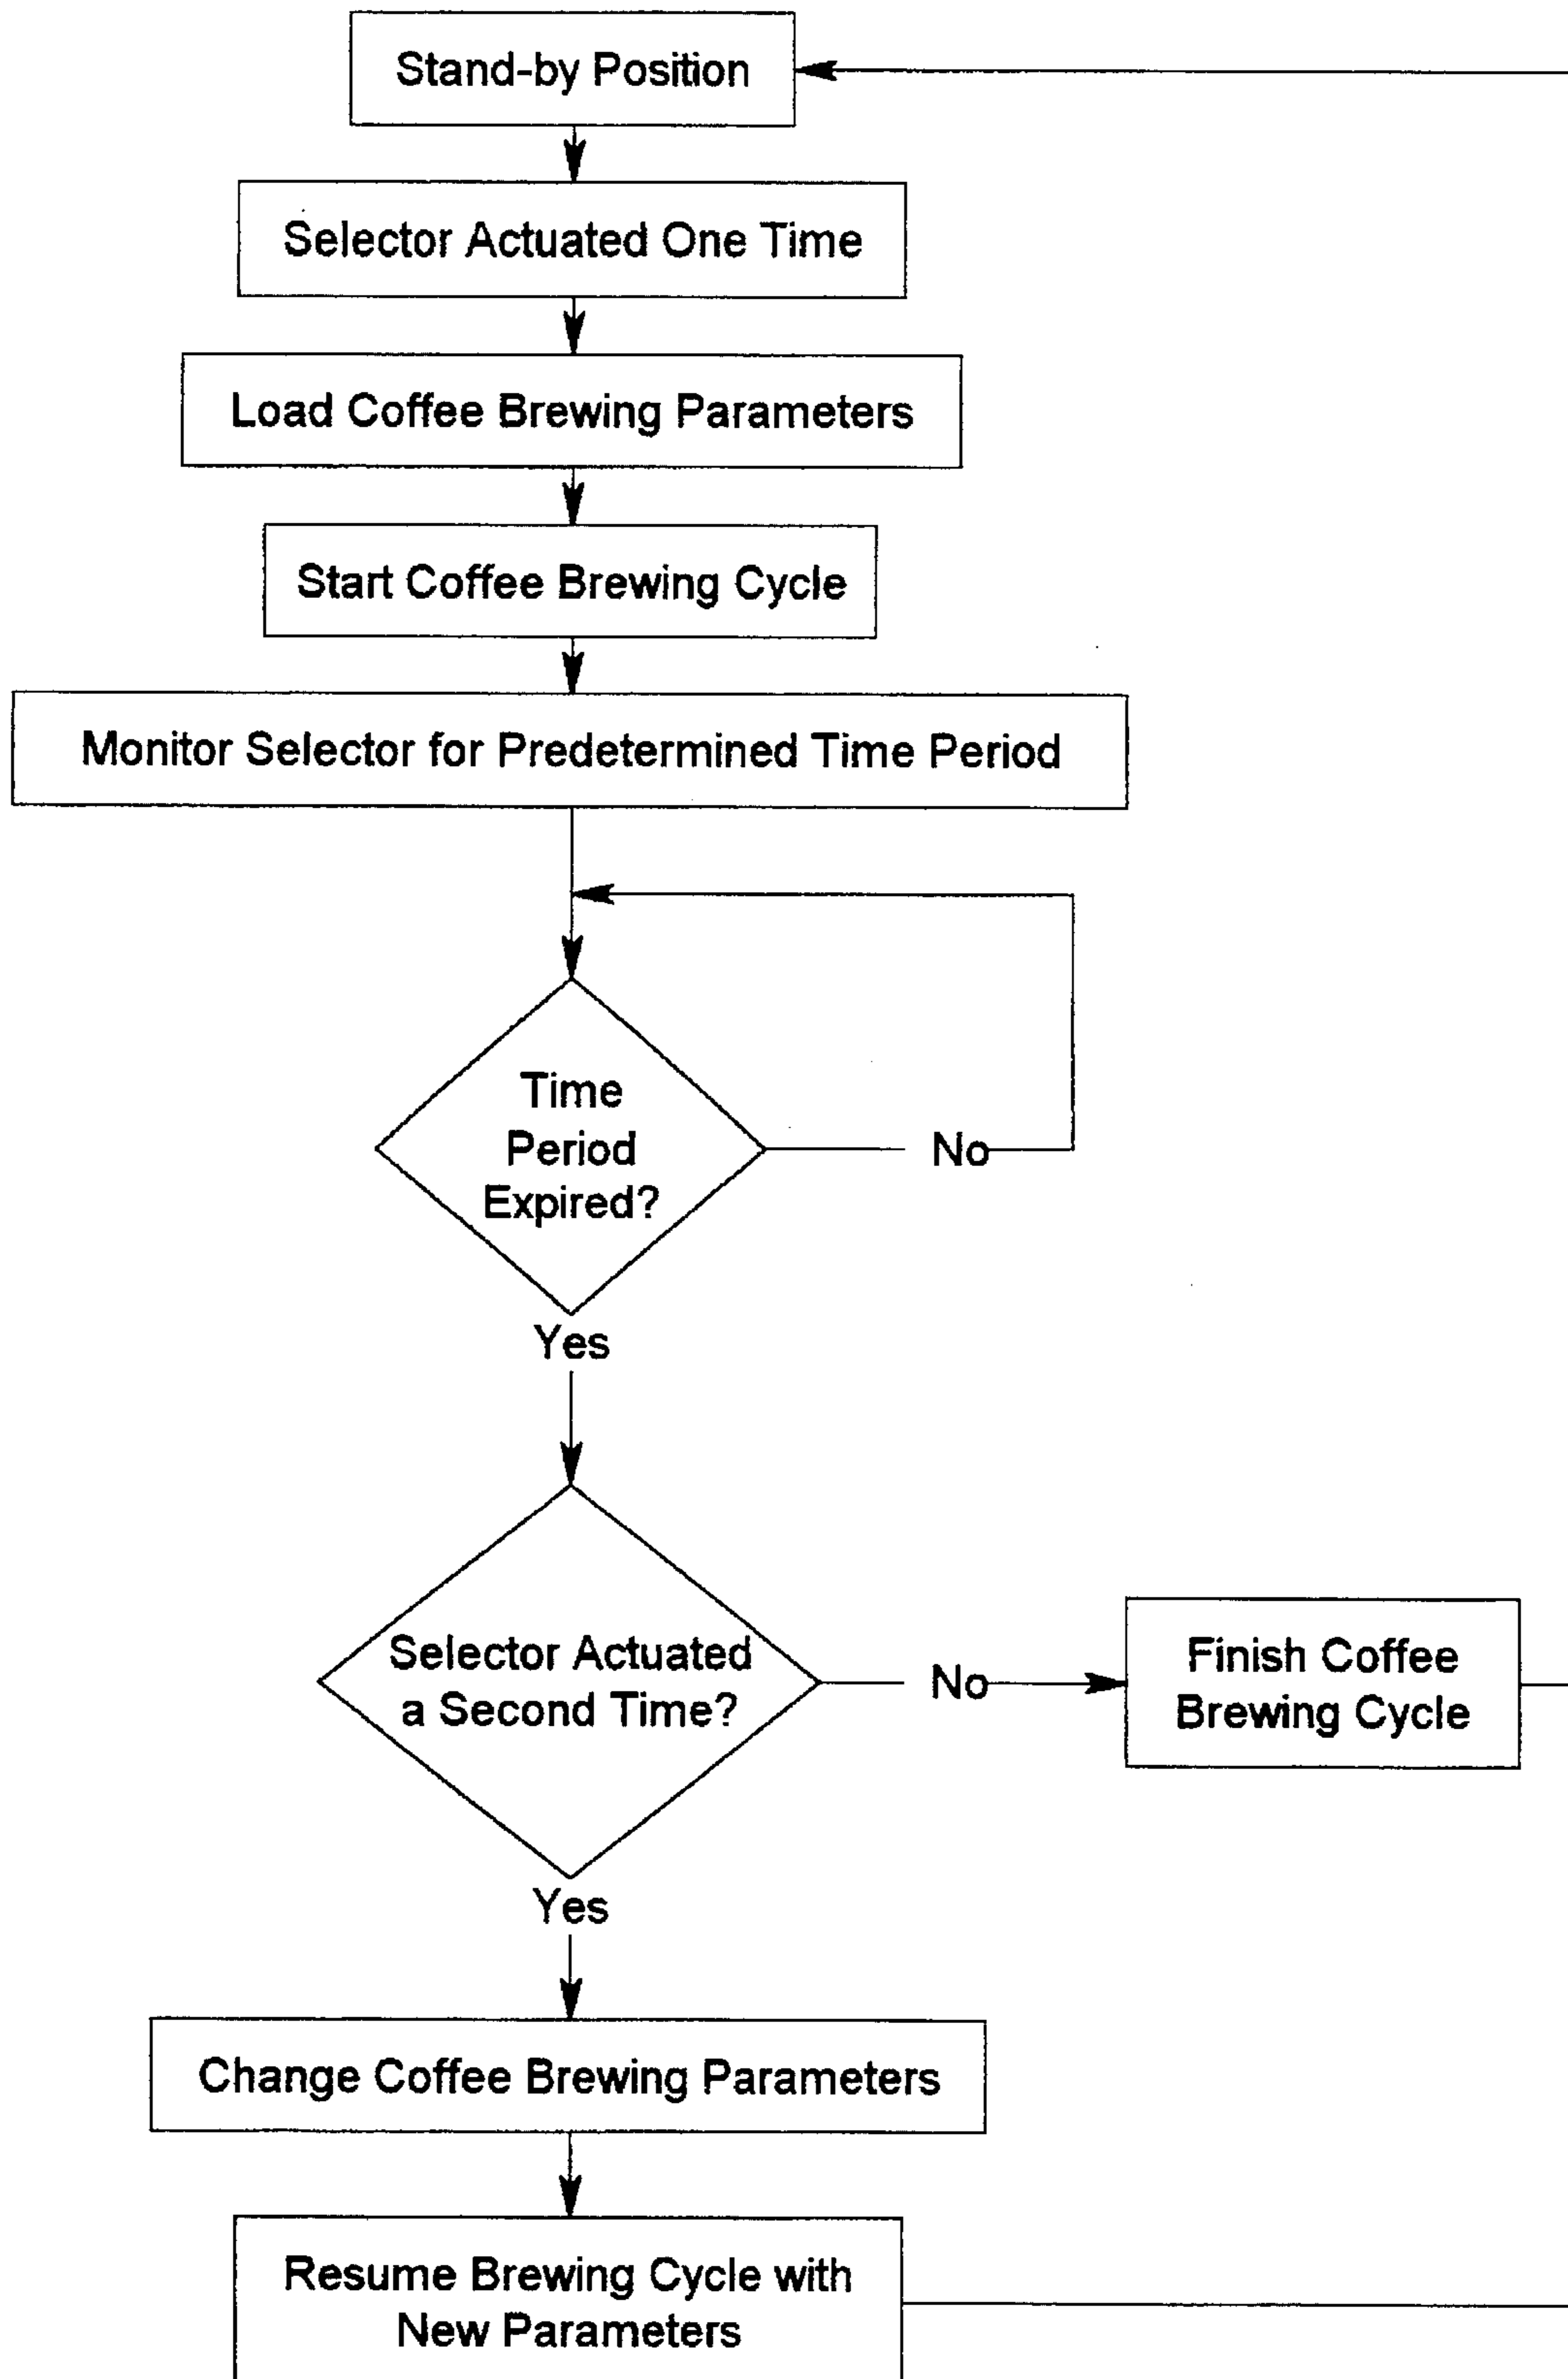 Stand-by Position
Selector Actuated One Time
Load Coffee Brewing Parameters
Start Coffee Brewing Cycle
Monitor Selector for Predetermined Time Period
Time
Period
Expired?
No
Yes
Selector Actuated
a Second Time?
No
Finish Coffee
Brewing Cycle
Yes
Change Coffee Brewing Parameters
Resume Brewing Cycle with
New Parameters